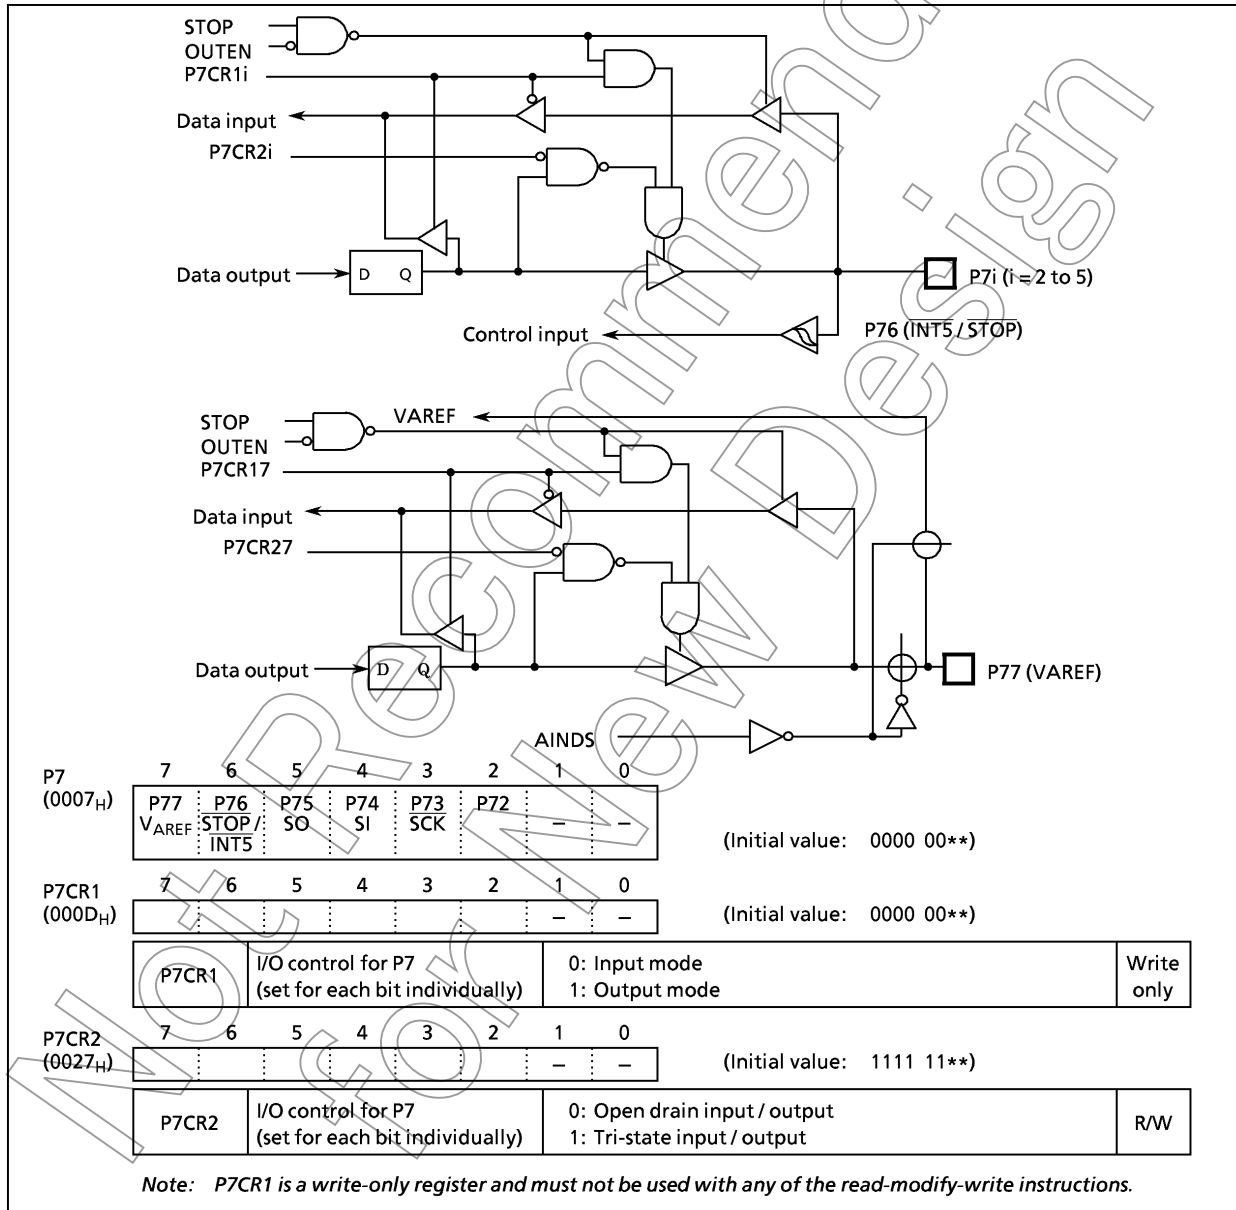 STOP
OUTEN
P7CR1i
Data input
P7CR2i
Data output
D Q
P7i (i = 2 to 5)
Control input
P76 (INT5 / STOP)
STOP
VAREF
OUTEN
P7CR17
Data input
P7CR27
Data output
D Q
P77 (VAREF)
AINDS
P7
(0007H)
7 6 5 4 3 2 1 0
P77 P76 P75 P74 P73 P72
VAREF STOP / SO SI SCK – –
INT5
(Initial value: 0000 00**)
P7CR1
(000DH)
7 6 5 4 3 2 1 0
– –
(Initial value: 0000 00**)
P7CR1
I/O control for P7
(set for each bit individually)
0: Input mode
1: Output mode
Write
only
P7CR2
(0027H)
7 6 5 4 3 2 1 0
– –
(Initial value: 1111 11**)
P7CR2
I/O control for P7
(set for each bit individually)
0: Open drain input / output
1: Tri-state input / output
R/W
Note: P7CR1 is a write-only register and must not be used with any of the read-modify-write instructions.
Not Recommended
for New Design